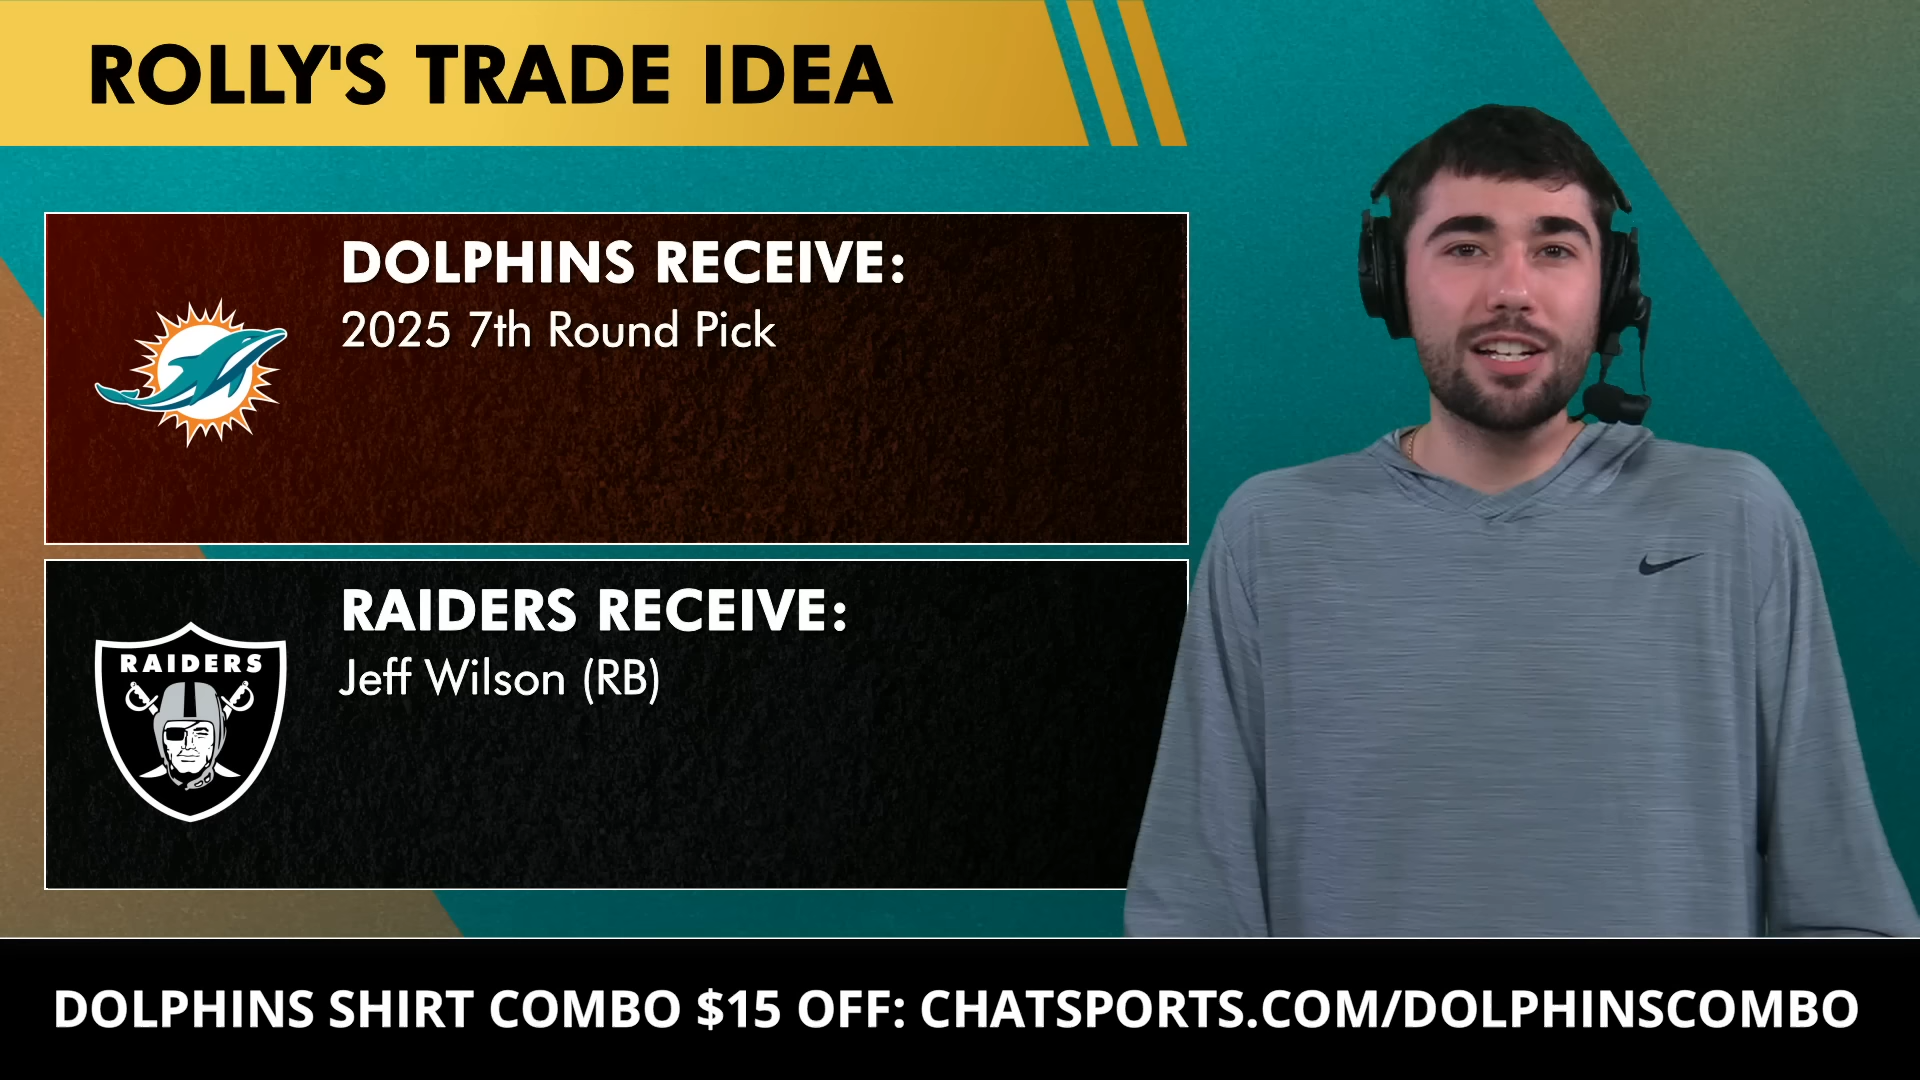 ROLLY'S TRADE IDEA
DOLPHINS RECEIVE:
2025 7th Round Pick
RAIDERS RECEIVE:
Jeff Wilson (RB)
RAIDERS
DOLPHINS SHIRT COMBO $15 OFF: CHATSPORTS.COM/DOLPHINSCOMBO